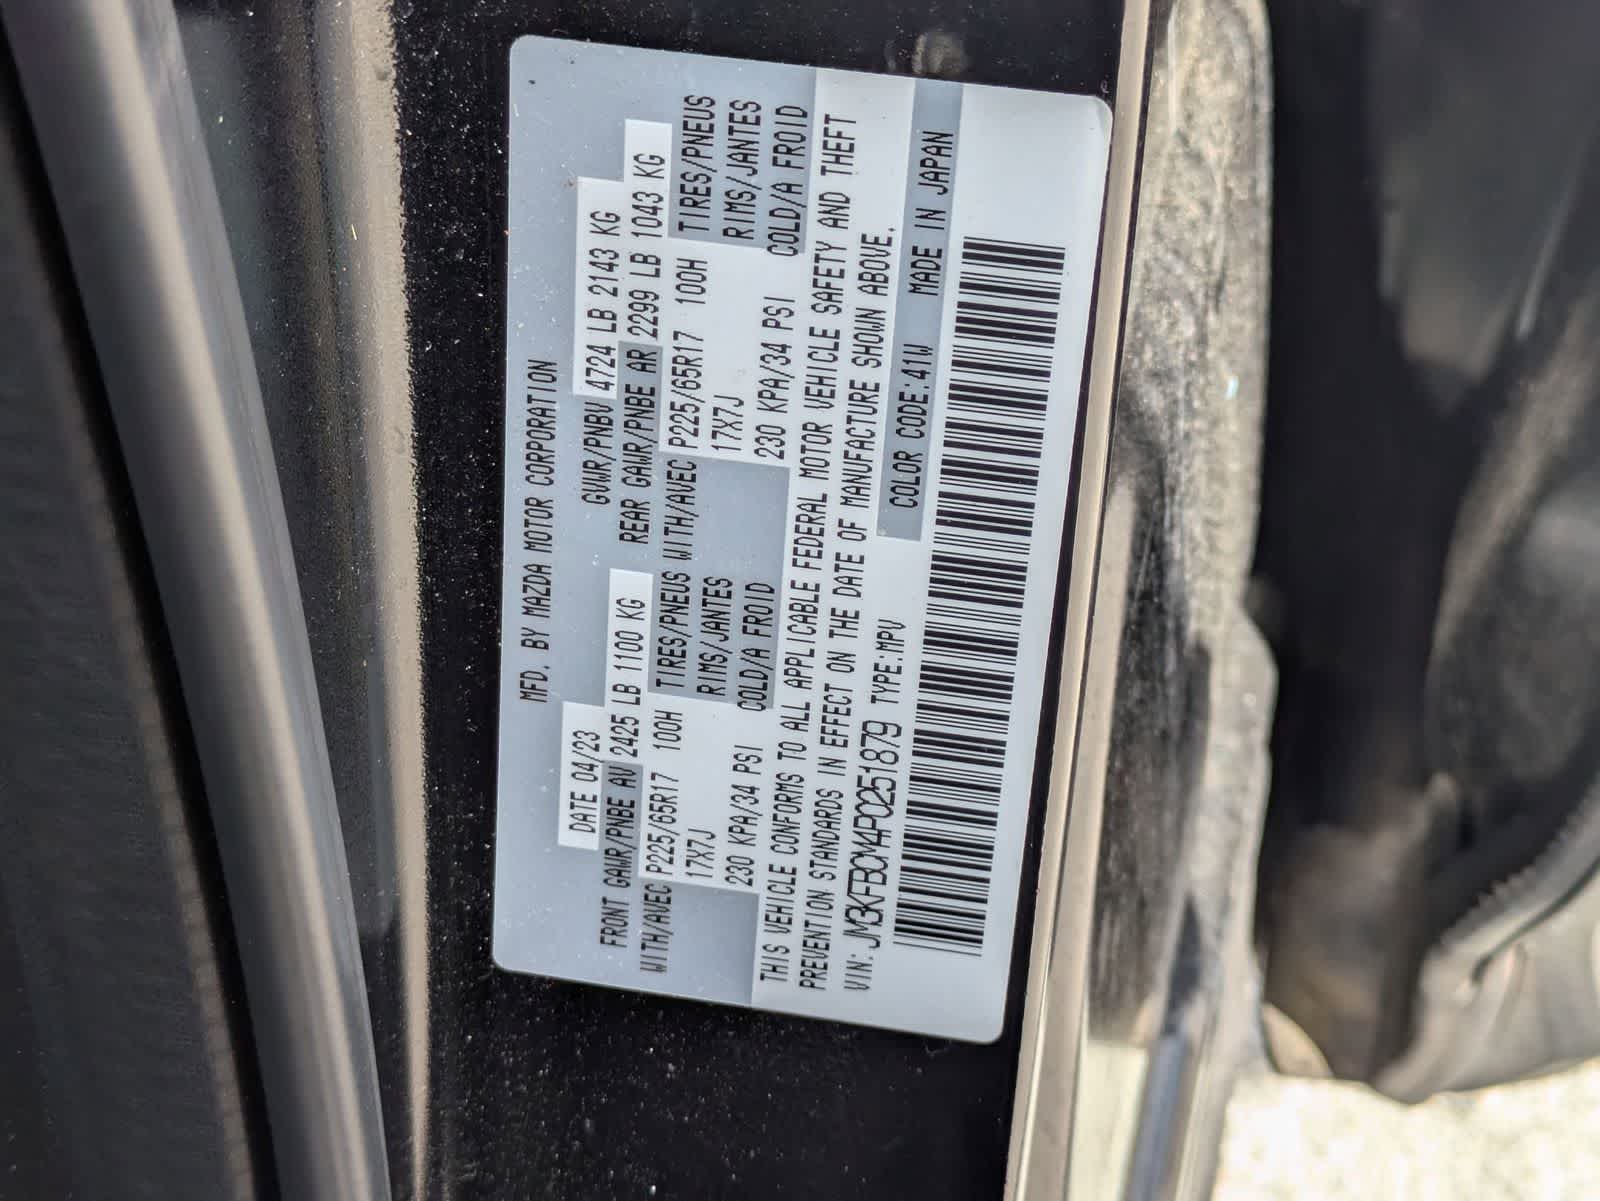 MFD. BY MAZDA MOTOR CORPORATION
DATE 04/23 GVWR/PNBV 4724 LB 2143 KG
FRONT GAWR/PNBE AV 2425 LB 1100 KG REAR GAWR/PNBE AR 2299 LB 1043 KG
WITH/AVEC P225/65R17 100H TIRES/PNEUS WITH/AVEC P225/65R17 100H TIRES/PNEUS
17X7J RIMS/JANTES 17X7J RIMS/JANTES
230 KPA/34 PSI COLD/A FROID 230 KPA/34 PSI COLD/A FROID
THIS VEHICLE CONFORMS TO ALL APPLICABLE FEDERAL MOTOR VEHICLE SAFETY AND THEFT
PREVENTION STANDARDS IN EFFECT ON THE DATE OF MANUFACTURE SHOWN ABOVE.
VIN: JM3KFBCM4P0251879 TYPE:MPV COLOR CODE:41W MADE IN JAPAN